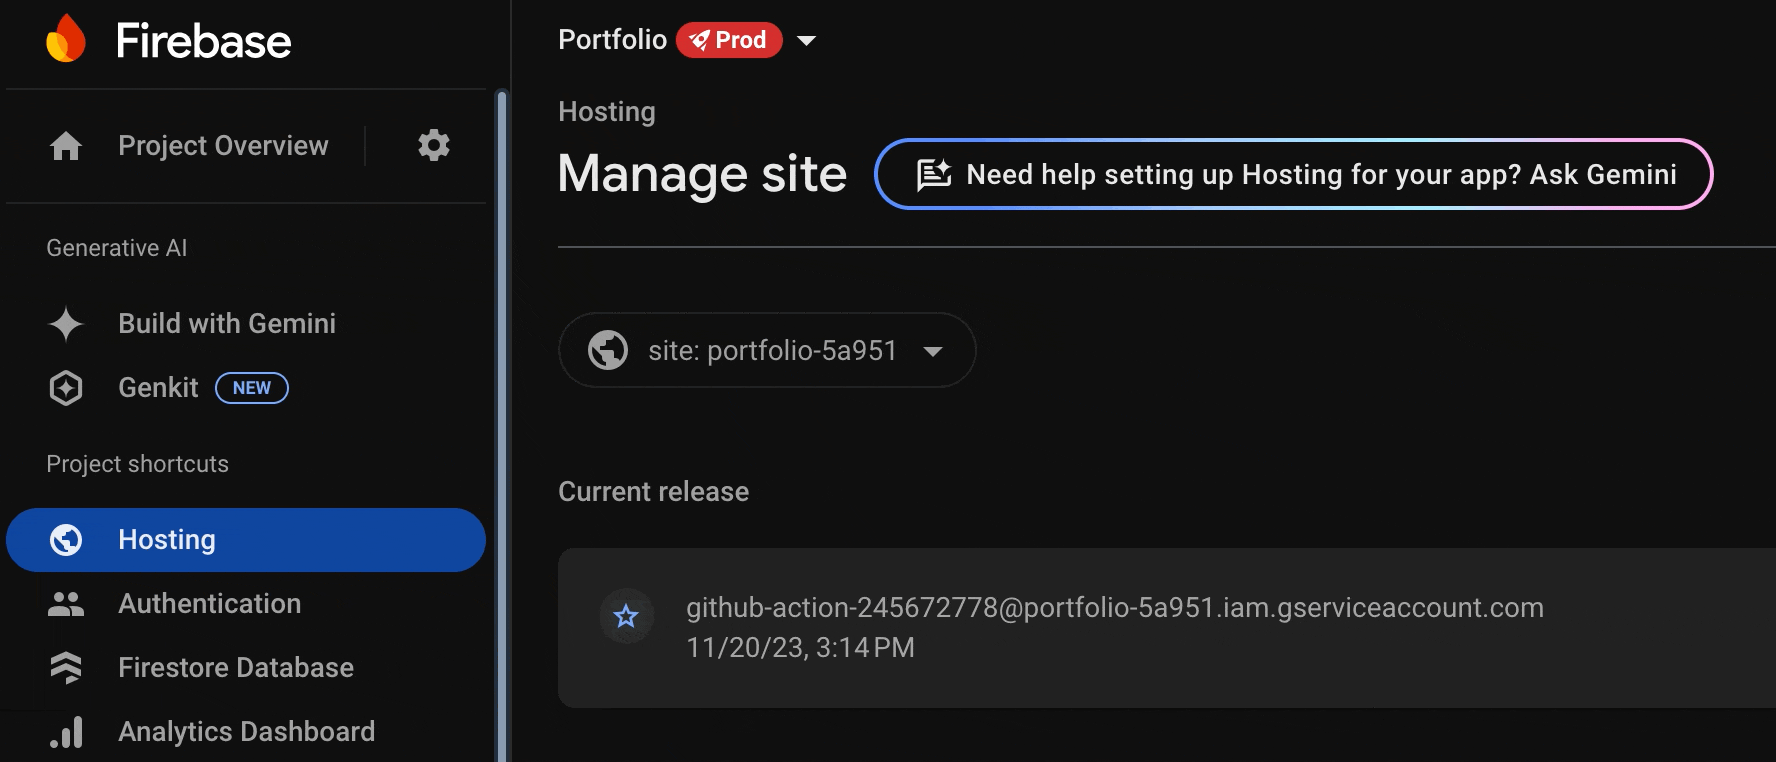 Firebase
Project Overview
Generative AI
Build with Gemini
Genkit NEW
Project shortcuts
Hosting
Authentication
Firestore Database
Analytics Dashboard
Portfolio Prod
Hosting
Manage site
Need help setting up Hosting for your app? Ask Gemini
site: portfolio-5a951
Current release
github-action-245672778@portfolio-5a951.iam.gserviceaccount.com
11/20/23, 3:14 PM